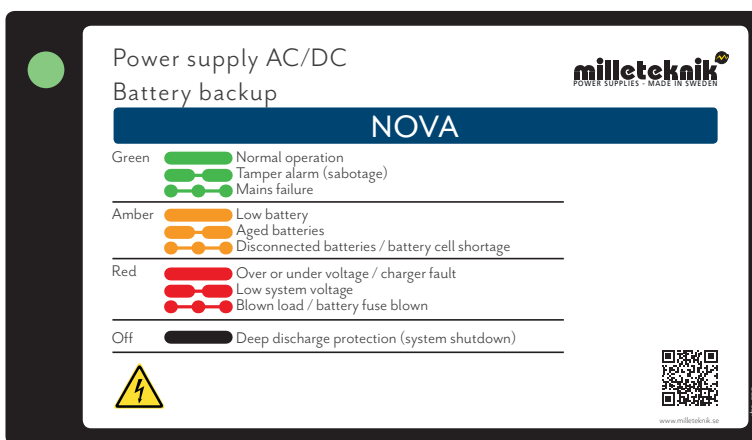 Power supply AC/DC
Battery backup
milleteknik
POWER SUPPLIES - MADE IN SWEDEN
NOVA
Green Normal operation
Tamper alarm (sabotage)
Mains failure
Amber Low battery
Aged batteries
Disconnected batteries / battery cell shortage
Red Over or under voltage / charger fault
Low system voltage
Blown load / battery fuse blown
Off Deep discharge protection (system shutdown)
www.milleteknik.se